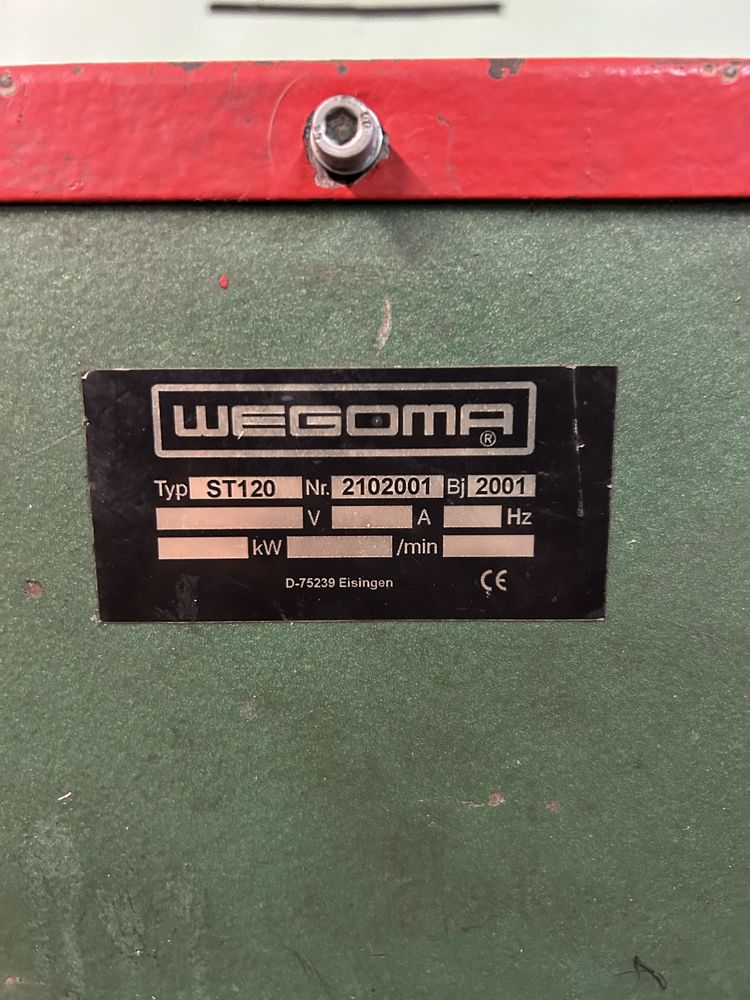 WEGOMA ®
Typ ST120 Nr. 2102001 Bj 2001
V A Hz
kW /min
D-75239 Eisingen CE